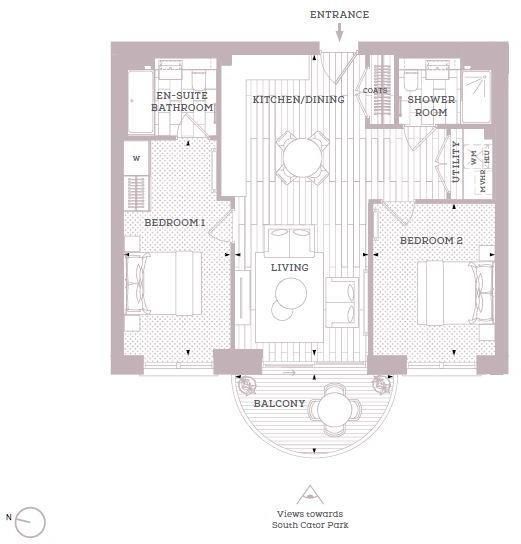 ENTRANCE
EN-SUITE
BATHROOM
KITCHEN/DINING
COATS
SHOWER
ROOM
W
UTILITY
WM
HIU
MVHR
BEDROOM 1
BEDROOM 2
LIVING
BALCONY
N
Views towards
South Cator Park